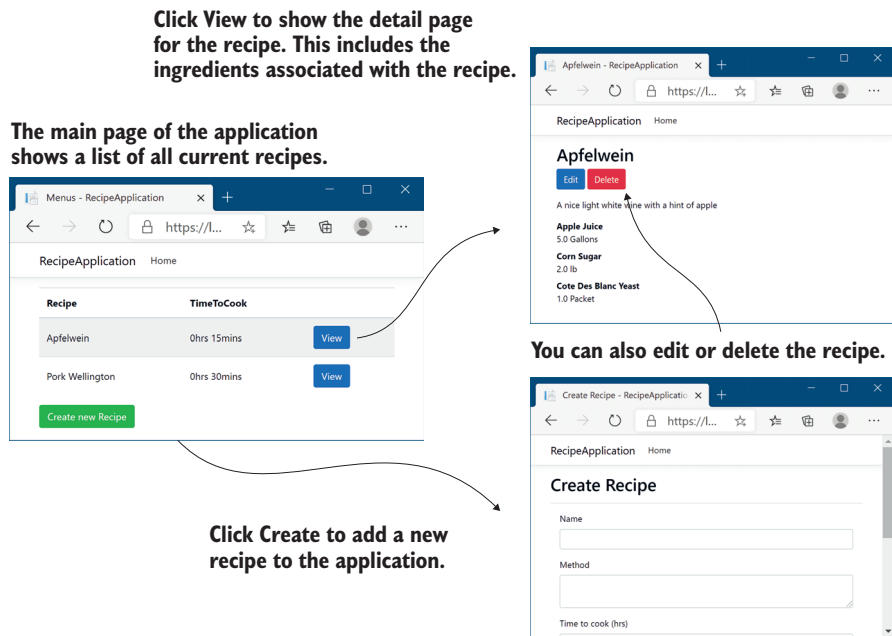 Click View to show the detail page
for the recipe. This includes the
ingredients associated with the recipe.
The main page of the application
shows a list of all current recipes.
Menus - RecipeApplication
https://l...
RecipeApplication Home
Recipe TimeToCook
Apfelwein 0hrs 15mins View
Pork Wellington 0hrs 30mins View
Create new Recipe
Apfelwein - RecipeApplication
https://l...
RecipeApplication Home
Apfelwein
Edit Delete
A nice light white wine with a hint of apple
Apple Juice
5.0 Gallons
Corn Sugar
2.0 lb
Cote Des Blanc Yeast
1.0 Packet
You can also edit or delete the recipe.
Create Recipe - RecipeApplicatio
https://l...
RecipeApplication Home
Create Recipe
Name
Method
Time to cook (hrs)
Click Create to add a new
recipe to the application.